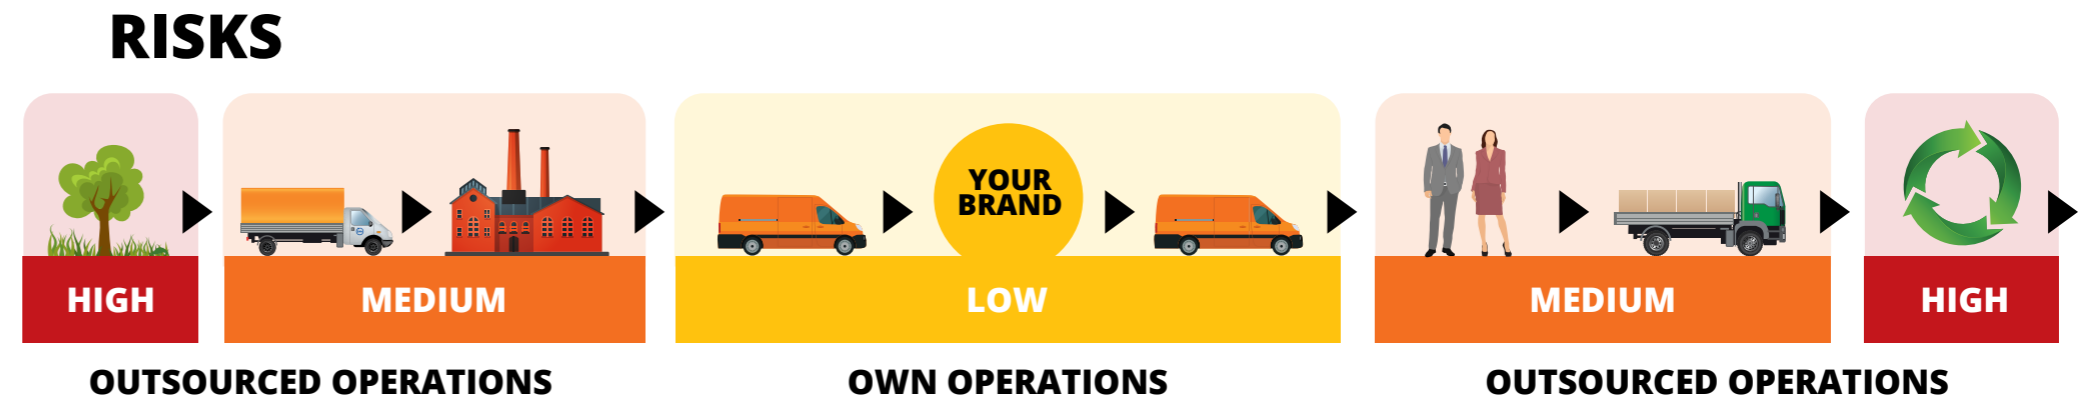 RISKS
YOUR
BRAND
HIGH
MEDIUM
LOW
MEDIUM
HIGH
OUTSOURCED OPERATIONS
OWN OPERATIONS
OUTSOURCED OPERATIONS